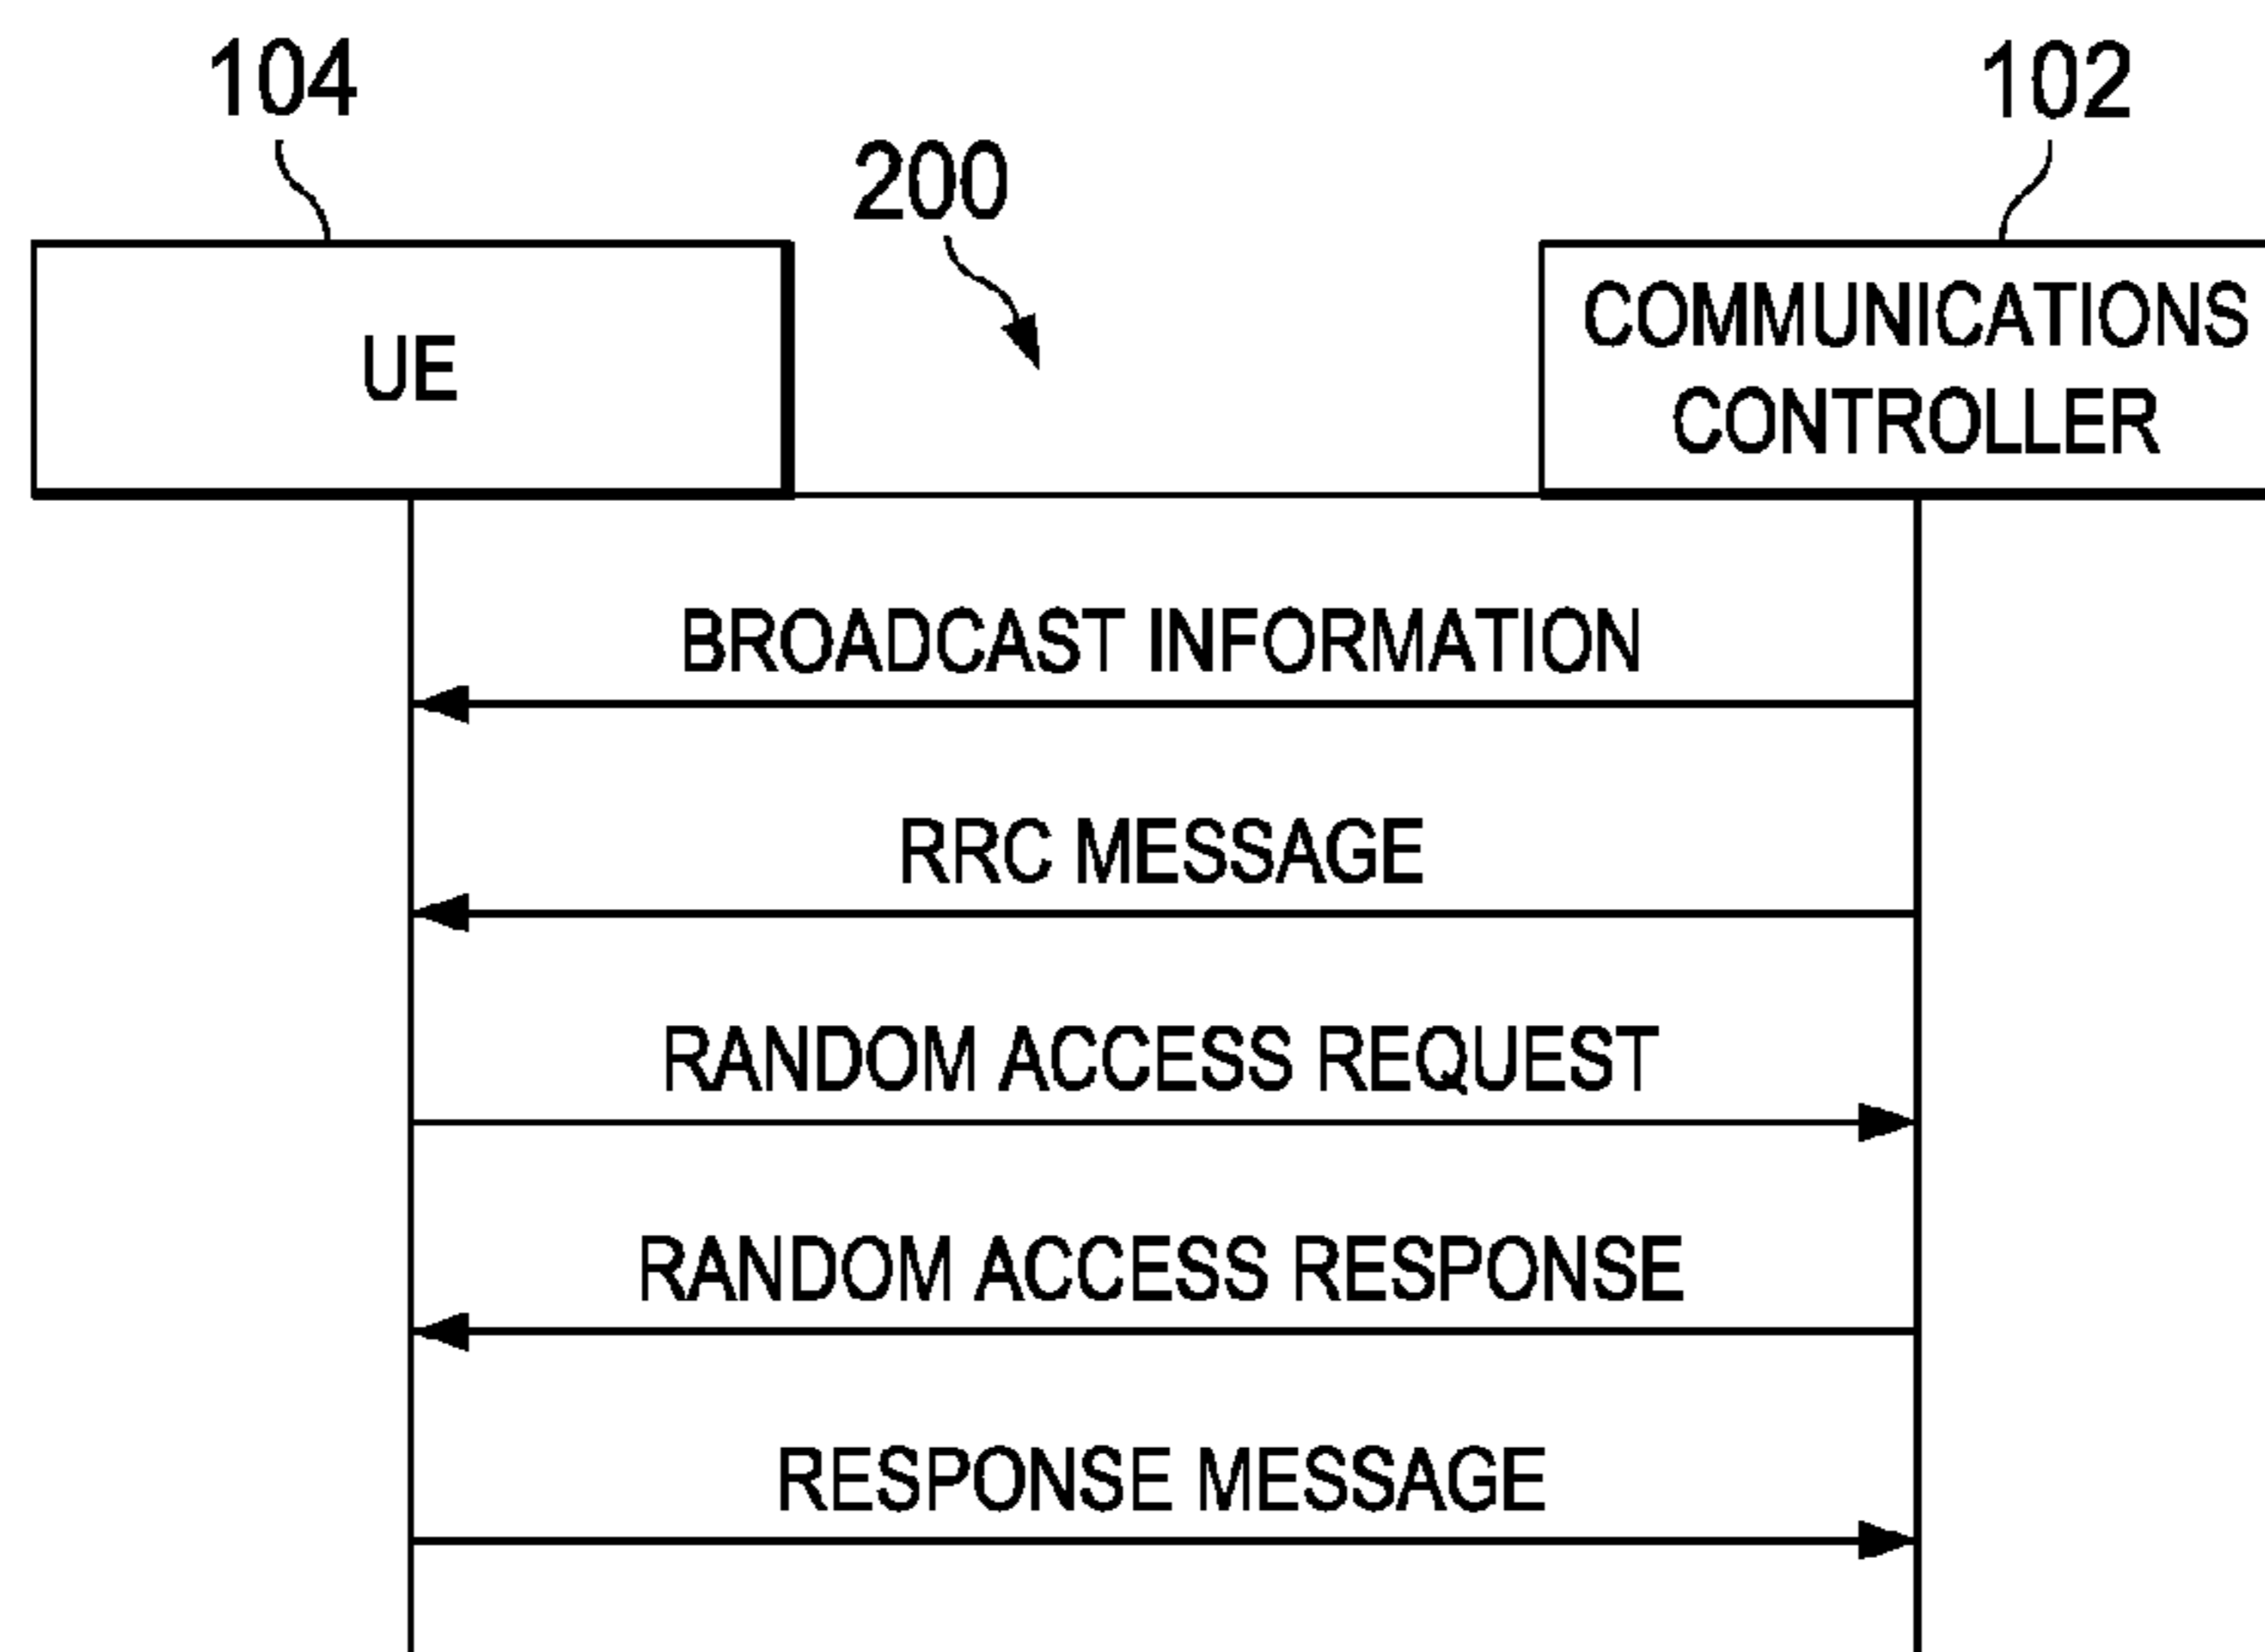 104
102
200
UE
COMMUNICATIONS
CONTROLLER
BROADCAST INFORMATION
RRC MESSAGE
RANDOM ACCESS REQUEST
RANDOM ACCESS RESPONSE
RESPONSE MESSAGE